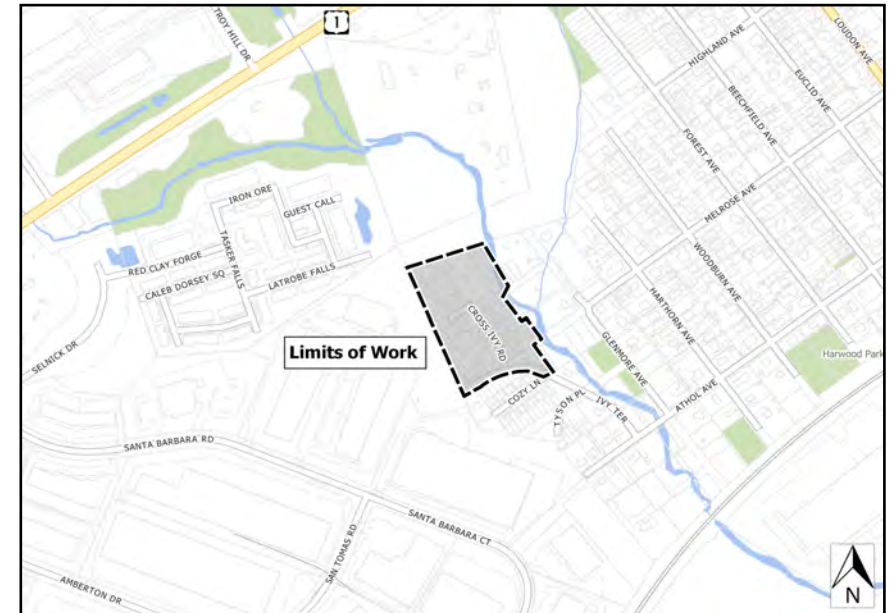 TROY HILL DR
1
HIGHLAND AVE
LOUDON AVE
EUCLID AVE
BEECHFIELD AVE
FOREST AVE
MELROSE AVE
IRON ORE
GUEST CALL
TASKER FALLS
RED CLAY FORGE
CALEB DORSEY SQ
LATROBE FALLS
WOODBURN AVE
HARTHORN AVE
SELNICK DR
CROSS IVY RD
GLENMORE AVE
Limits of Work
Harwood Park
COZY LN
TYSON PL
IVY TER
ATHOL AVE
SANTA BARBARA RD
SANTA BARBARA CT
SAN TOMAS RD
AMBERTON DR
N